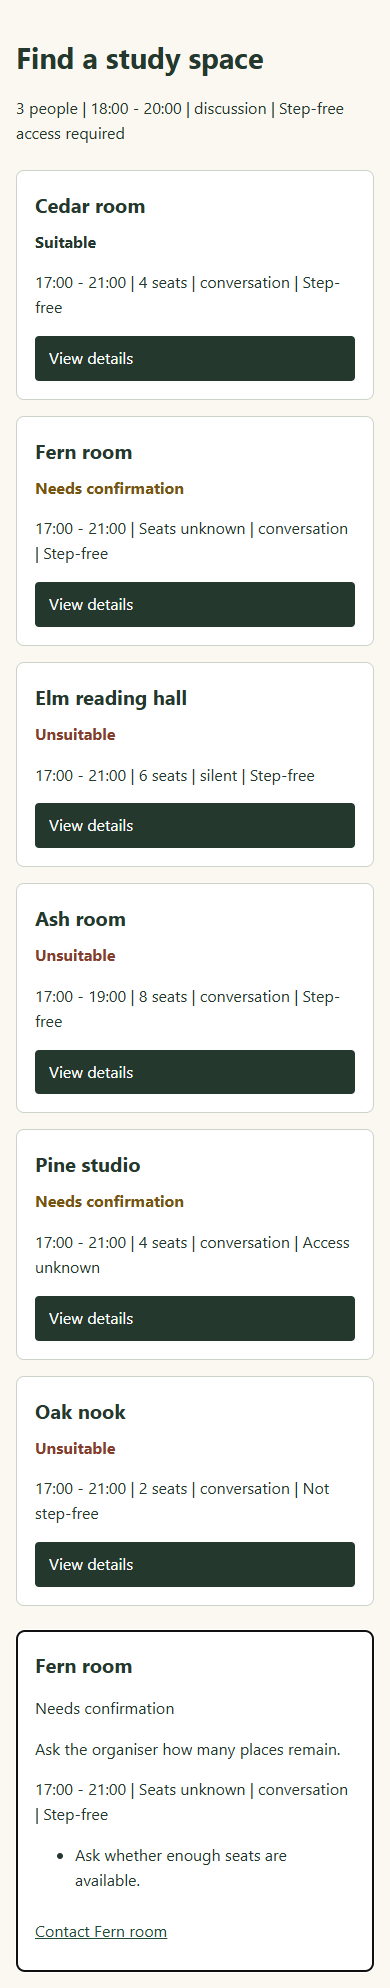 Find a study space
3 people | 18:00 - 20:00 | discussion | Step-free
access required
Cedar room
Suitable
17:00 - 21:00 | 4 seats | conversation | Step-
free
View details
Fern room
Needs confirmation
17:00 - 21:00 | Seats unknown | conversation
| Step-free
View details
Elm reading hall
Unsuitable
17:00 - 21:00 | 6 seats | silent | Step-free
View details
Ash room
Unsuitable
17:00 - 19:00 | 8 seats | conversation | Step-
free
View details
Pine studio
Needs confirmation
17:00 - 21:00 | 4 seats | conversation | Access
unknown
View details
Oak nook
Unsuitable
17:00 - 21:00 | 2 seats | conversation | Not
step-free
View details
Fern room
Needs confirmation
Ask the organiser how many places remain.
17:00 - 21:00 | Seats unknown | conversation
| Step-free
• Ask whether enough seats are
available.
Contact Fern room